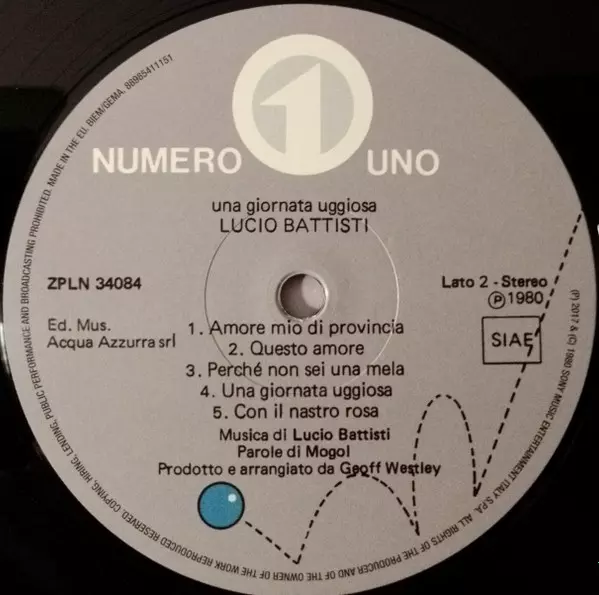 NUMERO 1 UNO
una giornata uggiosa
LUCIO BATTISTI
ZPLN 34084
Lato 2 - Stereo
Ⓟ 1980
Ed. Mus.
Acqua Azzurra srl
SIAE
1. Amore mio di provincia
2. Questo amore
3. Perché non sei una mela
4. Una giornata uggiosa
5. Con il nastro rosa
Musica di Lucio Battisti
Parole di Mogol
Prodotto e arrangiato da Geoff Westley
(P) 2017 & (C) 1980 SONY MUSIC ENTERTAINMENT ITALY S.P.A. ALL RIGHTS OF THE PRODUCER AND OF THE OWNER OF THE WORK REPRODUCED RESERVED. COPYING, HIRING, LENDING, PUBLIC PERFORMANCE AND BROADCASTING PROHIBITED. MADE IN THE EU. BIEM/GEMA. 88985411151